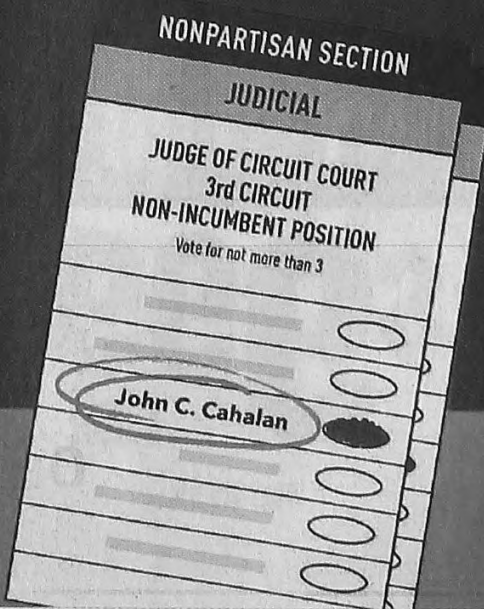 NONPARTISAN SECTION
JUDICIAL
JUDGE OF CIRCUIT COURT
3rd CIRCUIT
NON-INCUMBENT POSITION
Vote for not more than 3
John C. Cahalan